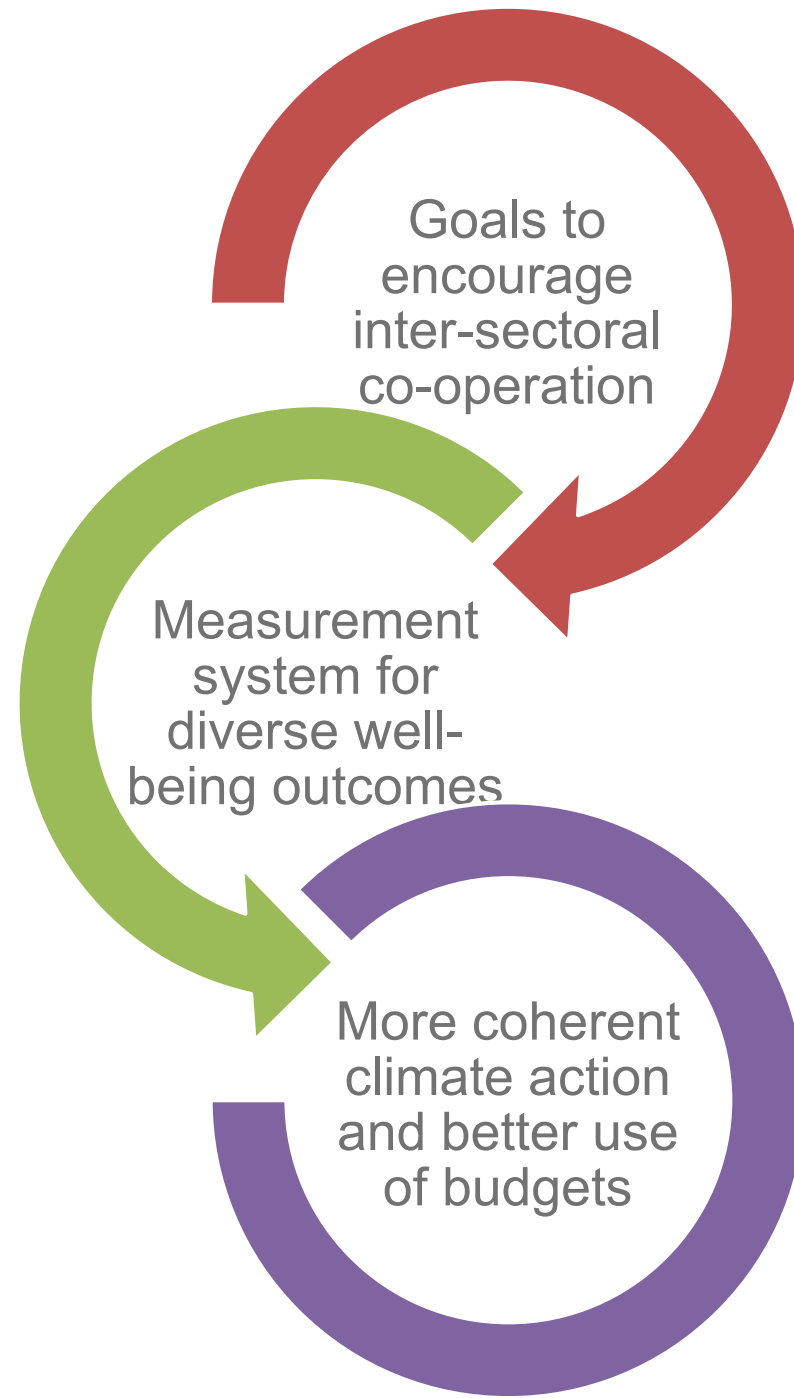 Goals to
encourage
inter-sectoral
co-operation
Measurement
system for
diverse well-
being outcomes
More coherent
climate action
and better use
of budgets